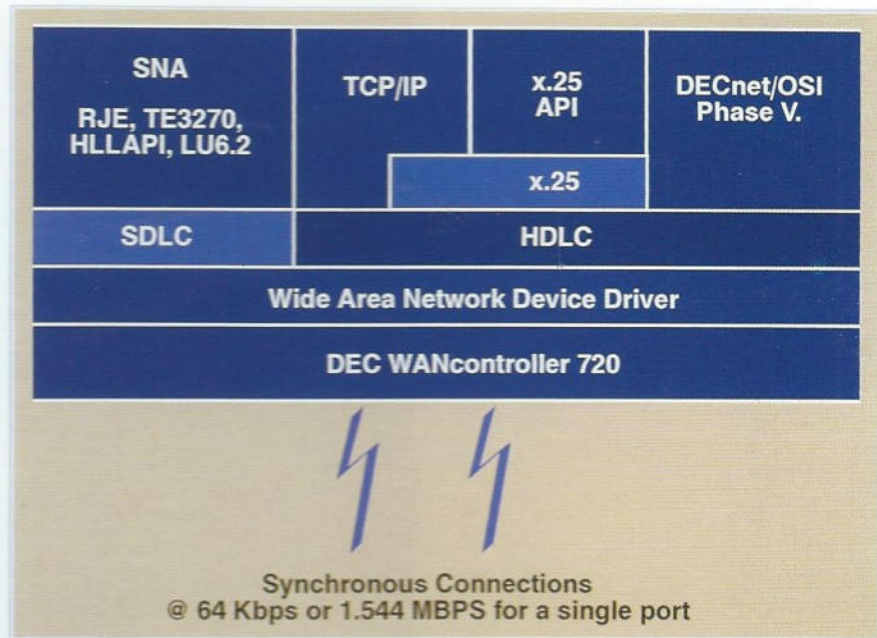 SNA
RJE, TE3270,
HLLAPI, LU6.2
TCP/IP
x.25
API
DECnet/OSI
Phase V.
x.25
SDLC
HDLC
Wide Area Network Device Driver
DEC WANcontroller 720
Synchronous Connections
@ 64 Kbps or 1.544 MBPS for a single port